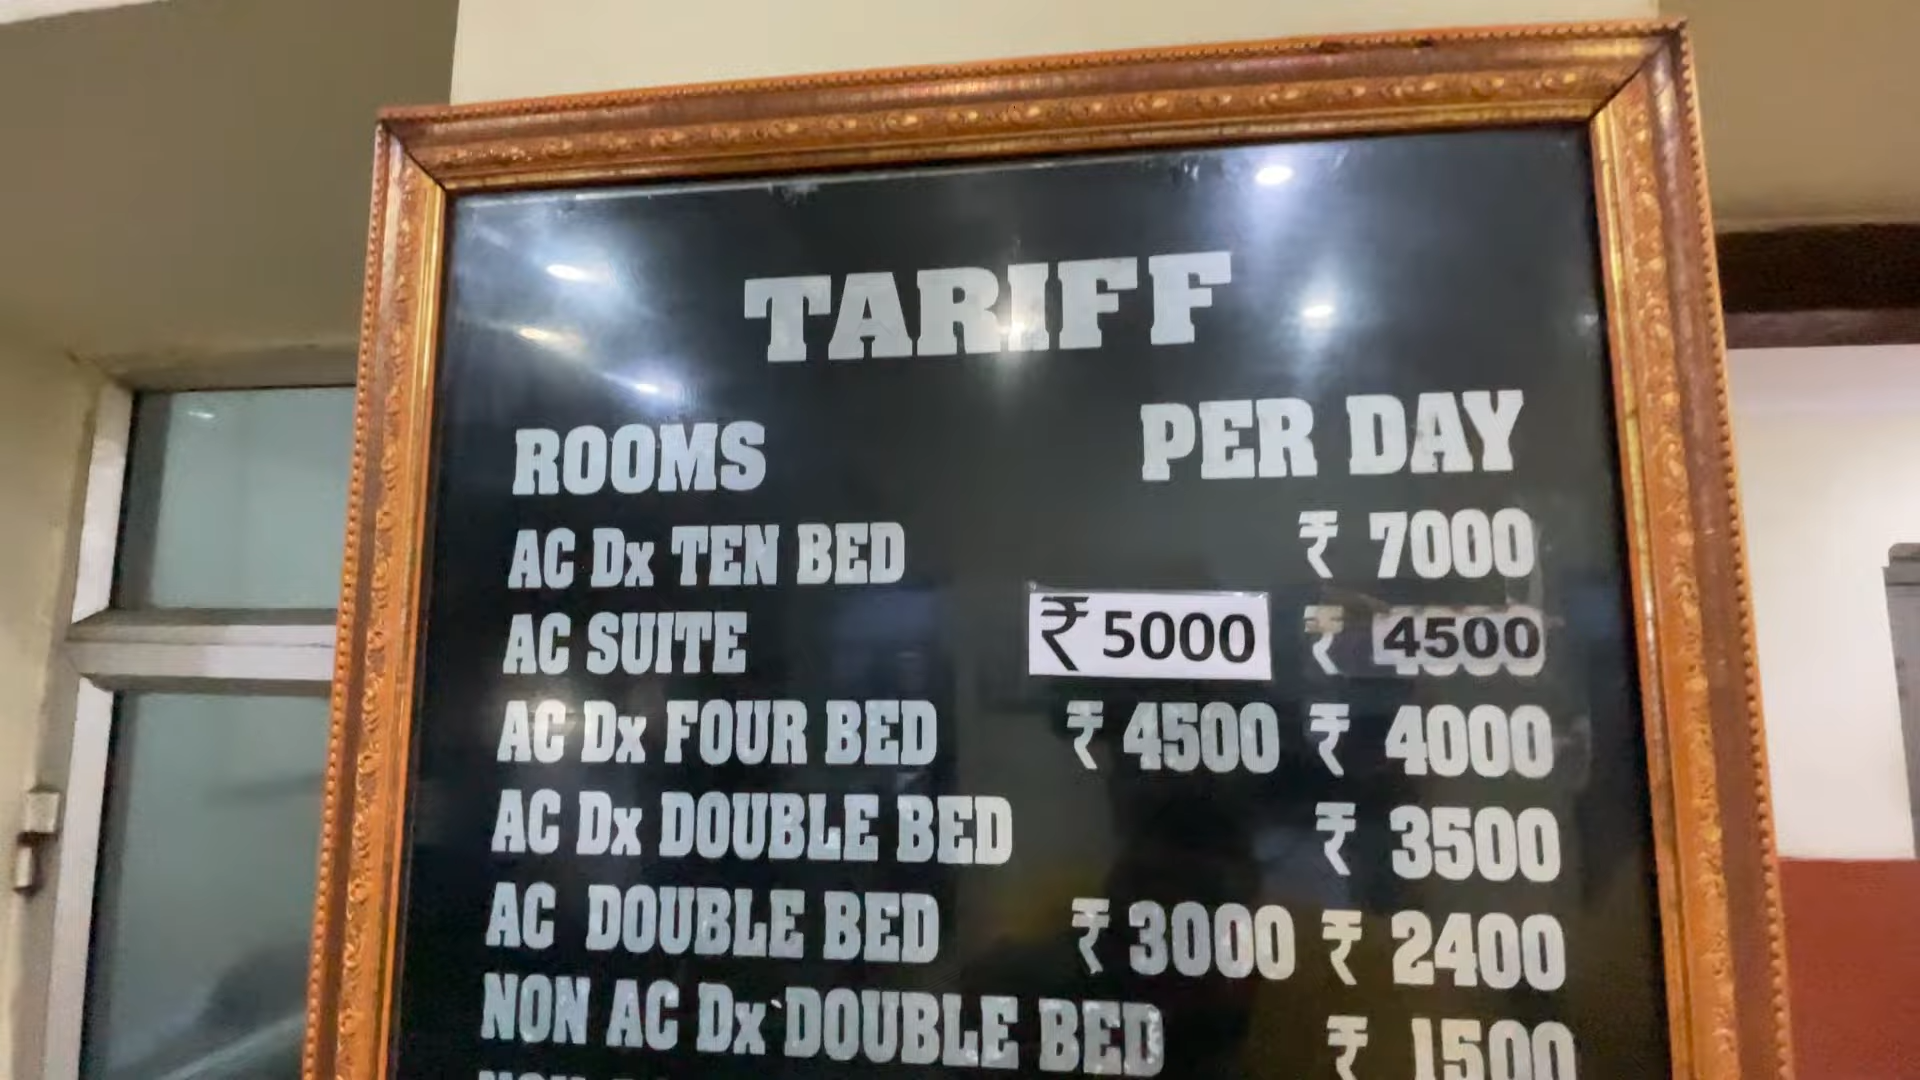 TARIFF
ROOMS PER DAY
AC Dx TEN BED ₹ 7000
AC SUITE ₹ 5000 ₹ 4500
AC Dx FOUR BED ₹ 4500 ₹ 4000
AC Dx DOUBLE BED ₹ 3500
AC DOUBLE BED ₹ 3000 ₹ 2400
NON AC Dx DOUBLE BED ₹ 1500